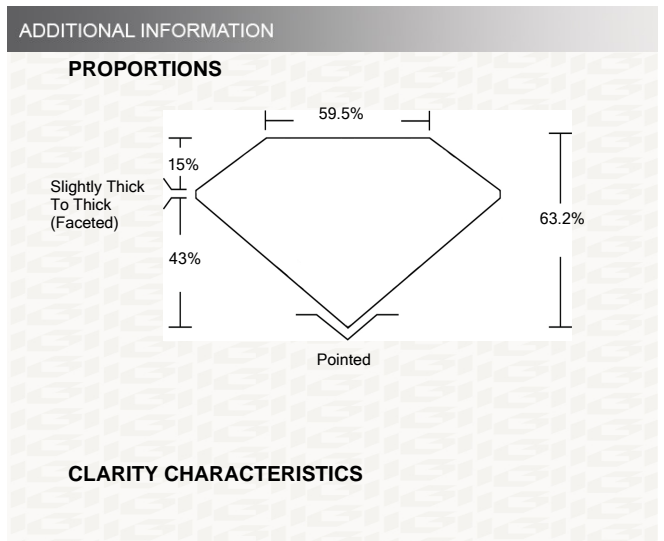 ADDITIONAL INFORMATION
PROPORTIONS
59.5%
15%
Slightly Thick
To Thick
(Faceted)
63.2%
43%
Pointed
CLARITY CHARACTERISTICS